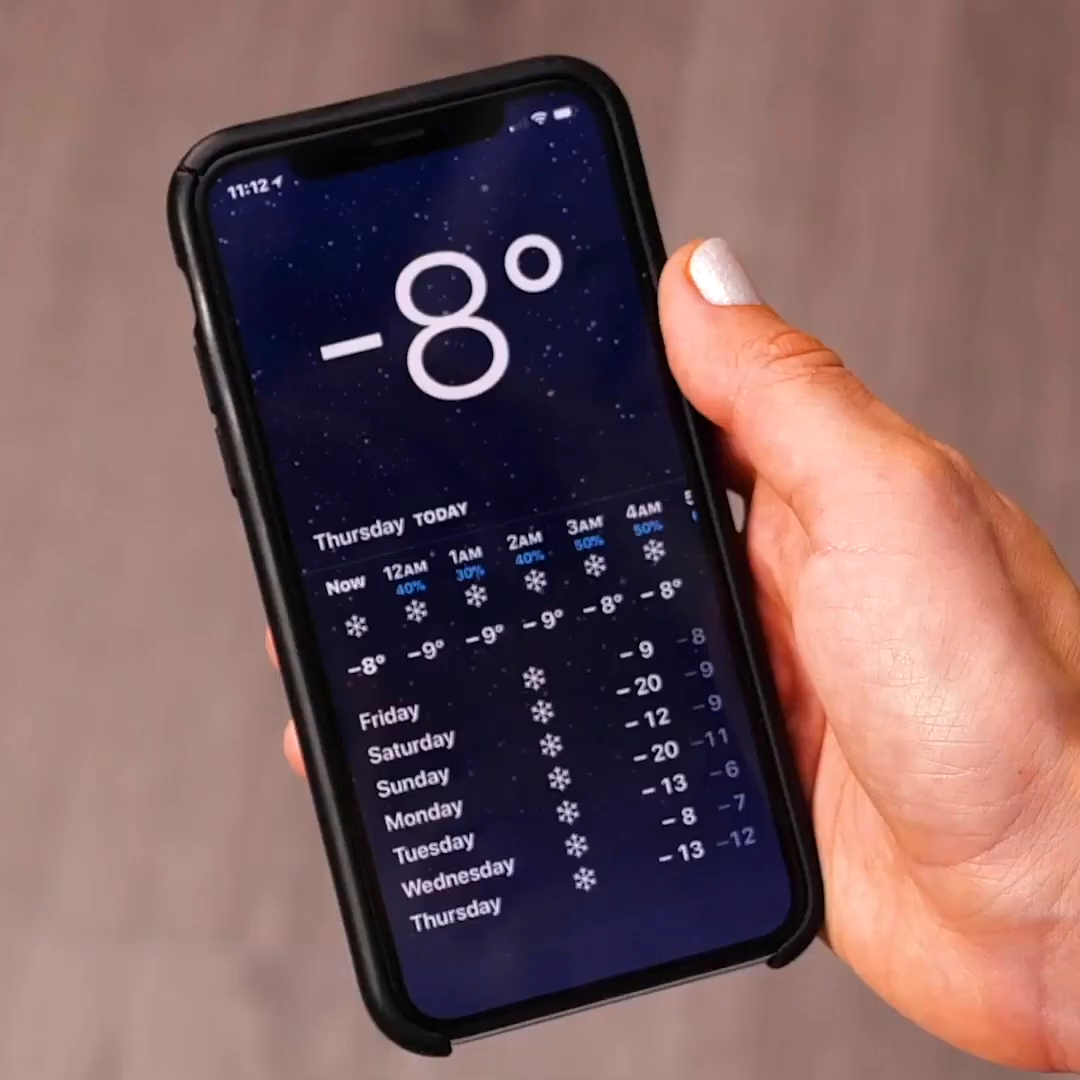 11:12
-8°
Thursday TODAY
Now 12AM 1AM 2AM 3AM 4AM
40% 30% 40% 50% 50%
-8° -9° -9° -9° -8° -8°
Friday -9 -8
Saturday -20 -9
Sunday -12 -9
Monday -20 -11
Tuesday -13 -6
Wednesday -8 -7
Thursday -13 -12